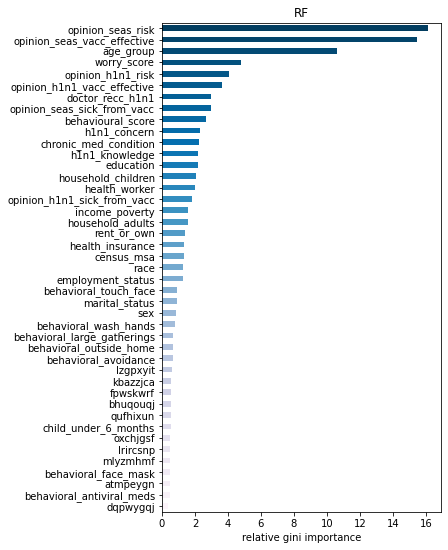 RF
opinion_seas_risk
opinion_seas_vacc_effective
age_group
worry_score
opinion_h1n1_risk
opinion_h1n1_vacc_effective
doctor_recc_h1n1
opinion_seas_sick_from_vacc
behavioural_score
h1n1_concern
chronic_med_condition
h1n1_knowledge
education
household_children
health_worker
opinion_h1n1_sick_from_vacc
income_poverty
household_adults
rent_or_own
health_insurance
census_msa
race
employment_status
behavioral_touch_face
marital_status
sex
behavioral_wash_hands
behavioral_large_gatherings
behavioral_outside_home
behavioral_avoidance
lzgpxyit
kbazzjca
fpwskwrf
bhuqouqj
qufhixun
child_under_6_months
oxchjgsf
lrircsnp
mlyzmhmf
behavioral_face_mask
atmpeygn
behavioral_antiviral_meds
dqpwygqj
0 2 4 6 8 10 12 14 16
relative gini importance